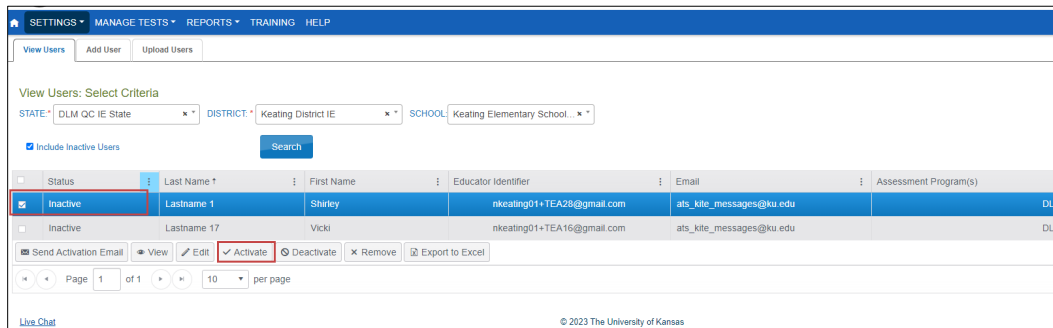 SETTINGS MANAGE TESTS REPORTS TRAINING HELP
View Users Add User Upload Users
View Users: Select Criteria
STATE:* DLM QC IE State × DISTRICT: * Keating District IE × SCHOOL: Keating Elementary School... ×
Include Inactive Users Search
Status Last Name ↑ First Name Educator Identifier Email Assessment Program(s)
Inactive Lastname 1 Shirley nkeating01+TEA28@gmail.com ats_kite_messages@ku.edu DL
Inactive Lastname 17 Vicki nkeating01+TEA16@gmail.com ats_kite_messages@ku.edu DL
Send Activation Email View Edit Activate Deactivate × Remove Export to Excel
Page 1 of 1 10 per page
Live Chat © 2023 The University of Kansas